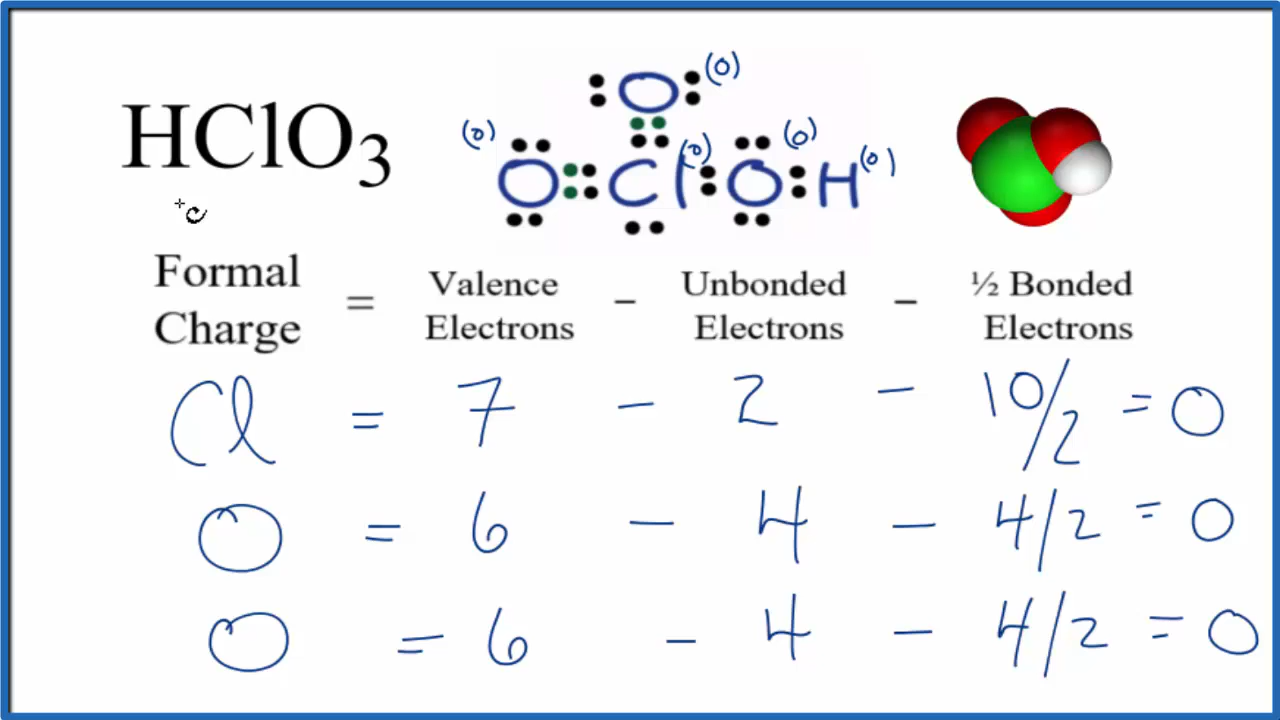 HClO3
(0)
(0) (0) (0) (0)
O
O Cl O H
Formal Charge = Valence Electrons − Unbonded Electrons − ½ Bonded Electrons
Cl = 7 − 2 − 10/2 = 0
O = 6 − 4 − 4/2 = 0
O = 6 − 4 − 4/2 = 0